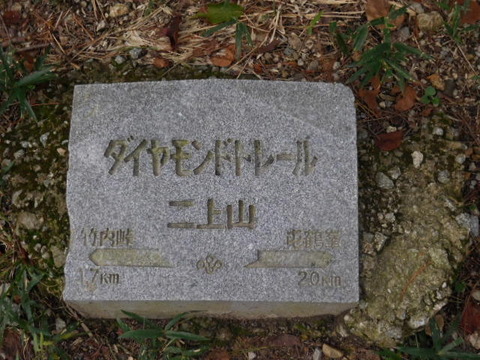 ダイヤモンドトレール
二上山
竹内峠 屯鶴峯
1.7Km 2.0Km